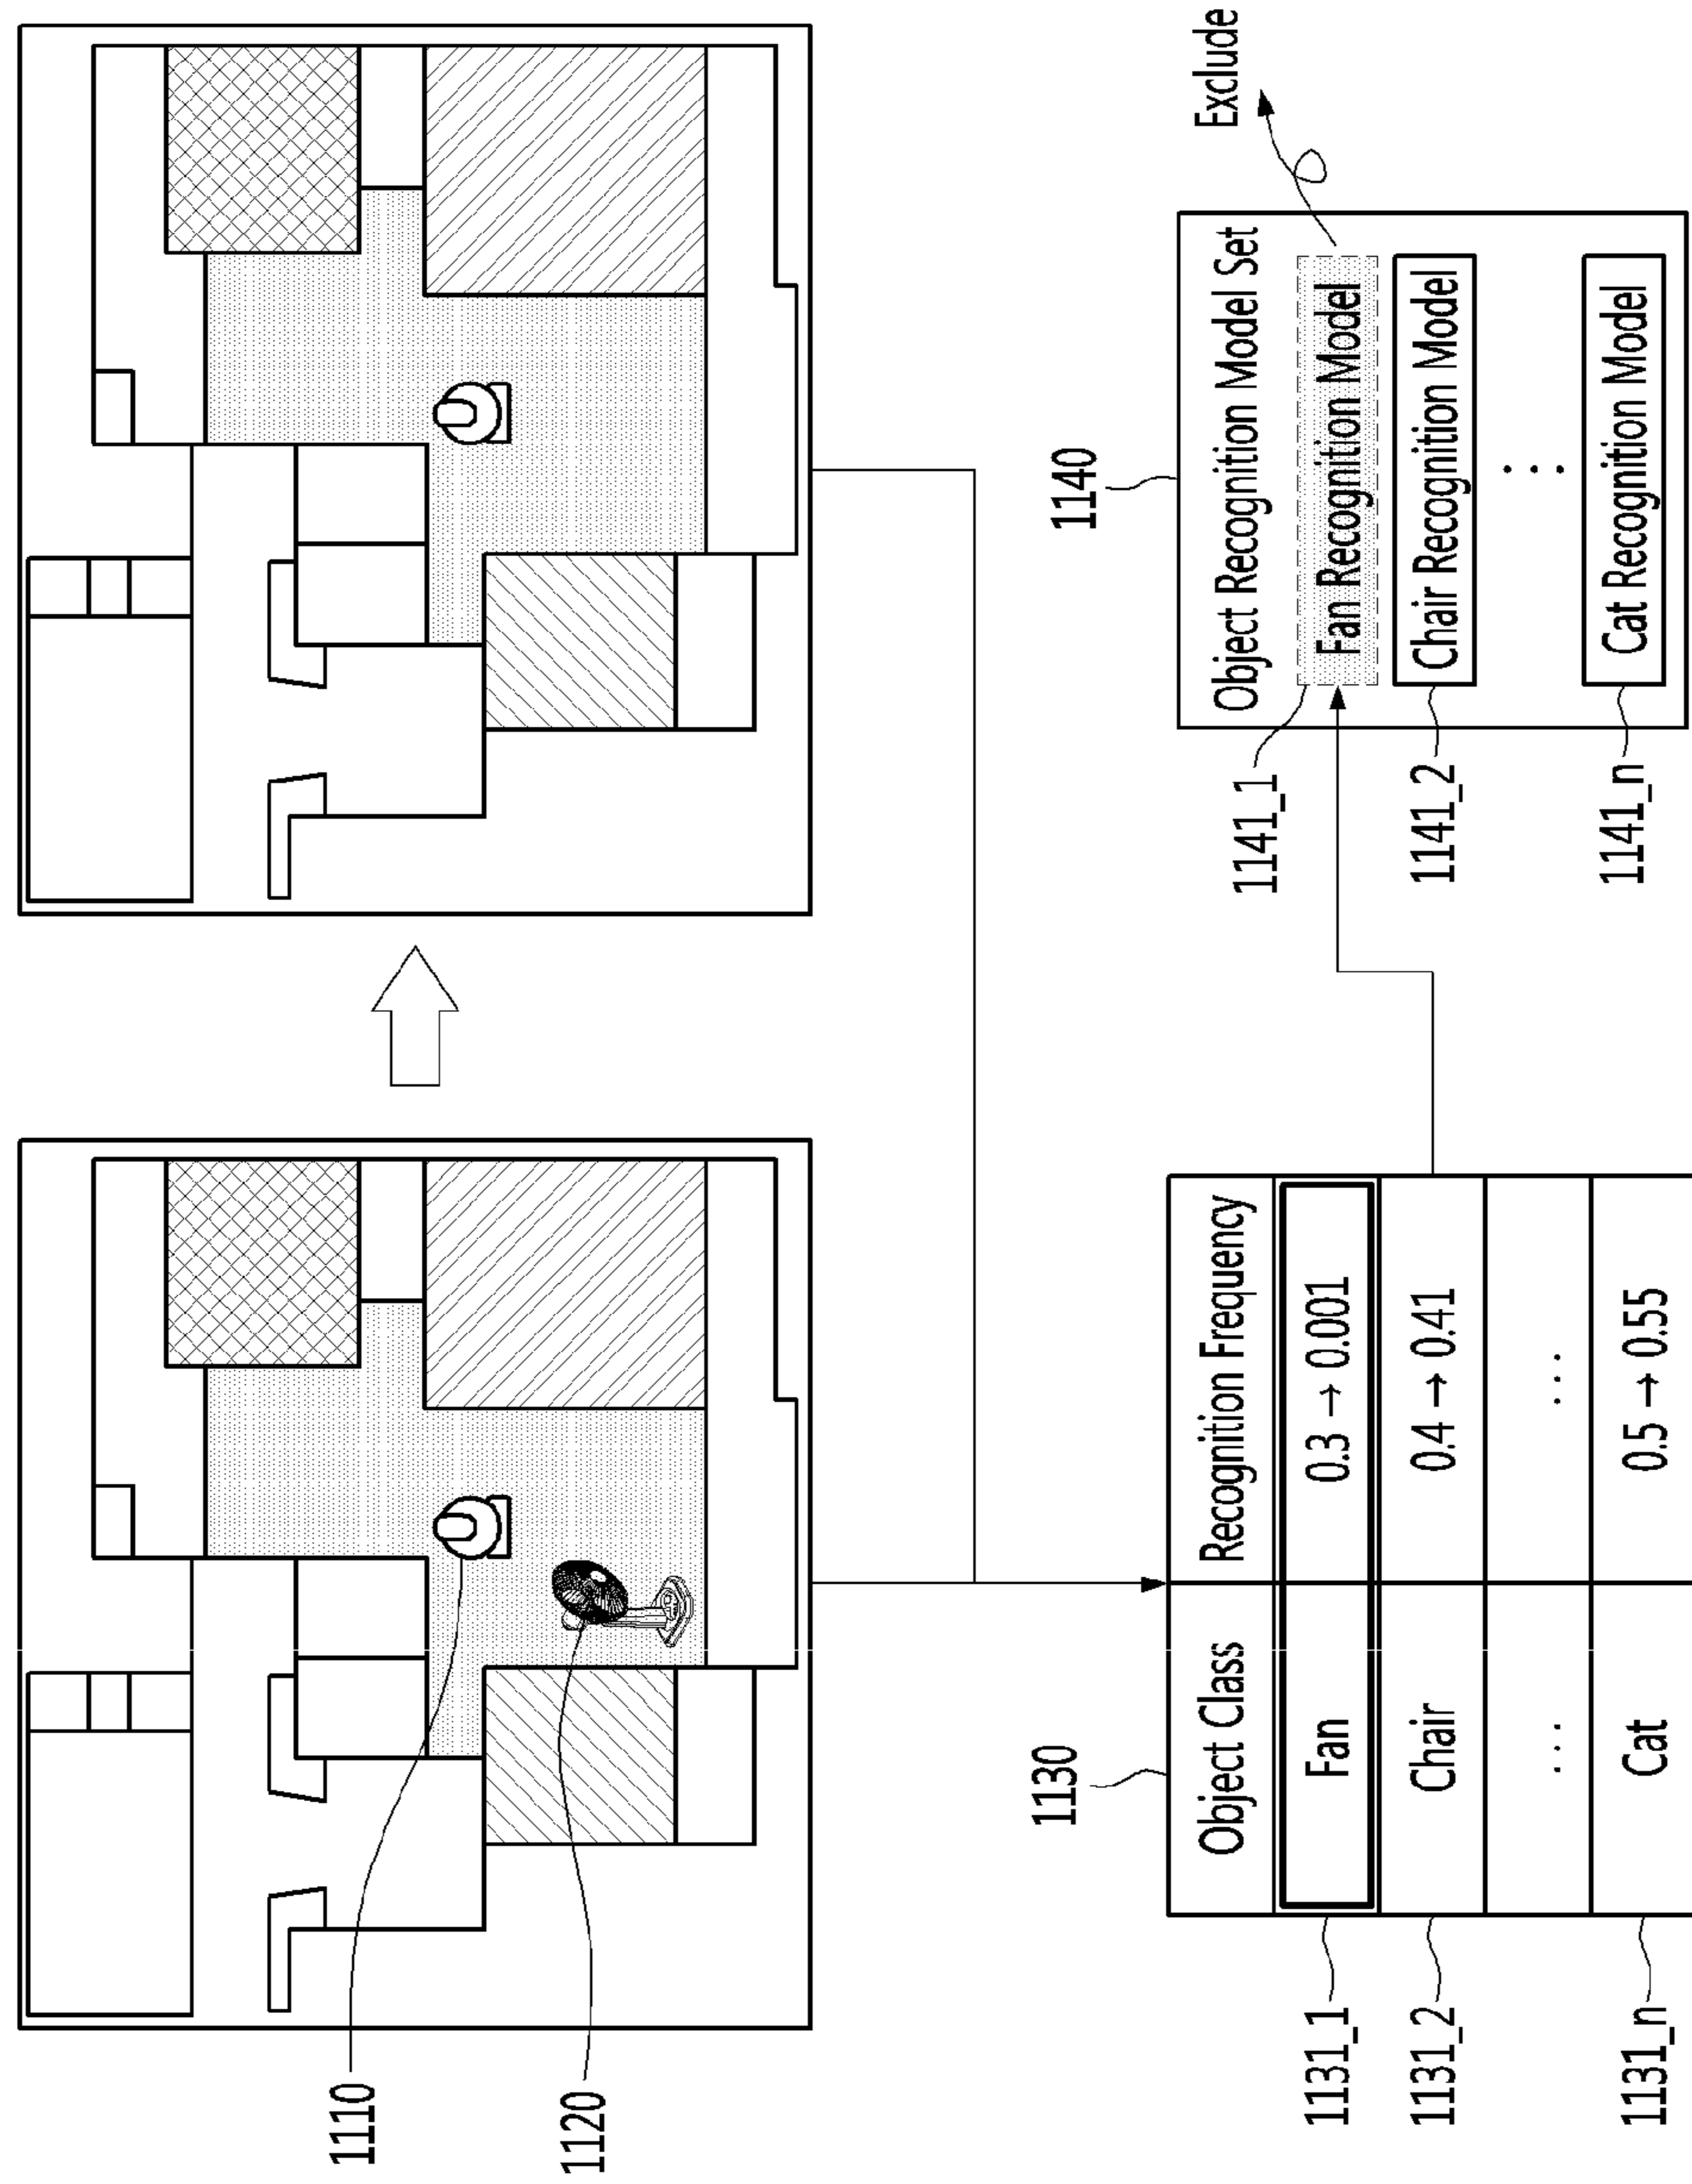 1110
1120
1130
Object Class Recognition Frequency
1131_1 Fan 0.3 → 0.001
1131_2 Chair 0.4 → 0.41
... ...
1131_n Cat 0.5 → 0.55
1140
Object Recognition Model Set
Exclude
1141_1 Fan Recognition Model
1141_2 Chair Recognition Model
...
1141_n Cat Recognition Model